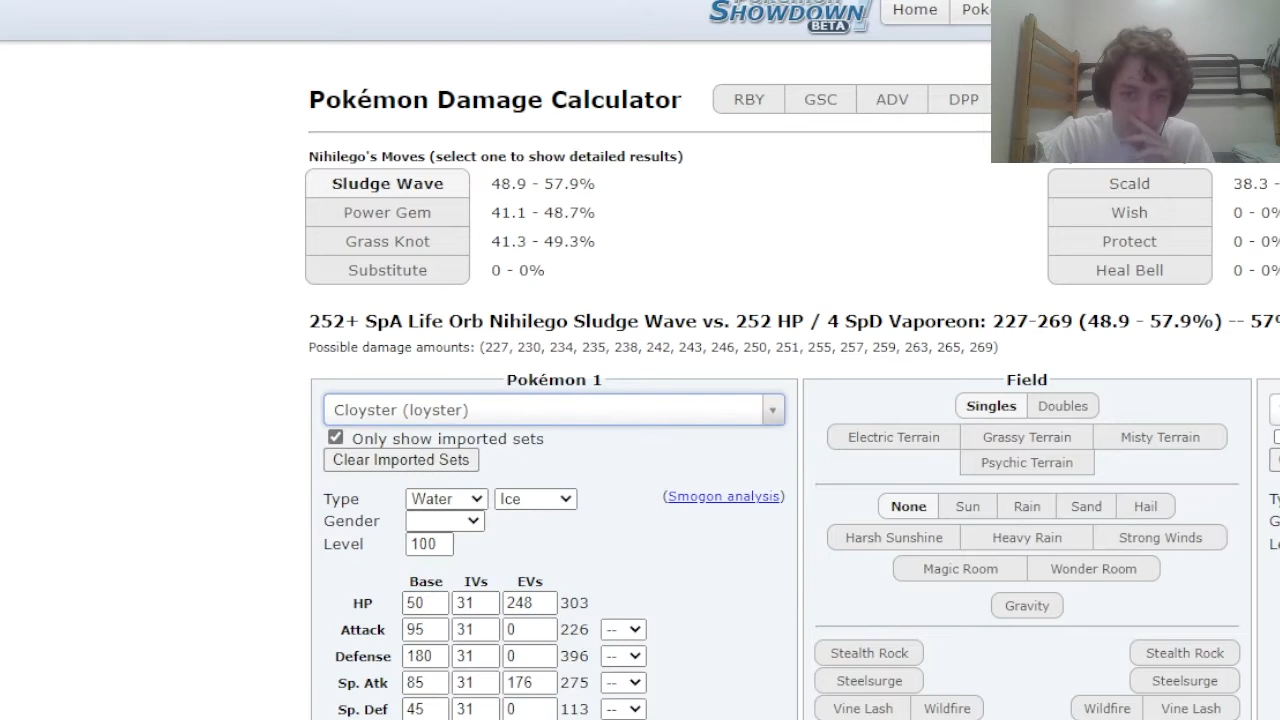 SHOWDOWN
BETA
Home
Pok
Pokémon Damage Calculator
RBY
GSC
ADV
DPP
Nihilego's Moves (select one to show detailed results)
Sludge Wave 48.9 - 57.9%
Power Gem 41.1 - 48.7%
Grass Knot 41.3 - 49.3%
Substitute 0 - 0%
Scald 38.3 -
Wish 0 - 0%
Protect 0 - 0%
Heal Bell 0 - 0%
252+ SpA Life Orb Nihilego Sludge Wave vs. 252 HP / 4 SpD Vaporeon: 227-269 (48.9 - 57.9%) -- 57%
Possible damage amounts: (227, 230, 234, 235, 238, 242, 243, 246, 250, 251, 255, 257, 259, 263, 265, 269)
Pokémon 1
Cloyster (loyster)
Only show imported sets
Clear Imported Sets
Type Water Ice (Smogon analysis)
Gender
Level 100
Base IVs EVs
HP 50 31 248 303
Attack 95 31 0 226 --
Defense 180 31 0 396 --
Sp. Atk 85 31 176 275 --
Sp. Def 45 31 0 113 --
Field
Singles Doubles
Electric Terrain Grassy Terrain Misty Terrain
Psychic Terrain
None Sun Rain Sand Hail
Harsh Sunshine Heavy Rain Strong Winds
Magic Room Wonder Room
Gravity
Stealth Rock Stealth Rock
Steelsurge Steelsurge
Vine Lash Wildfire Wildfire Vine Lash